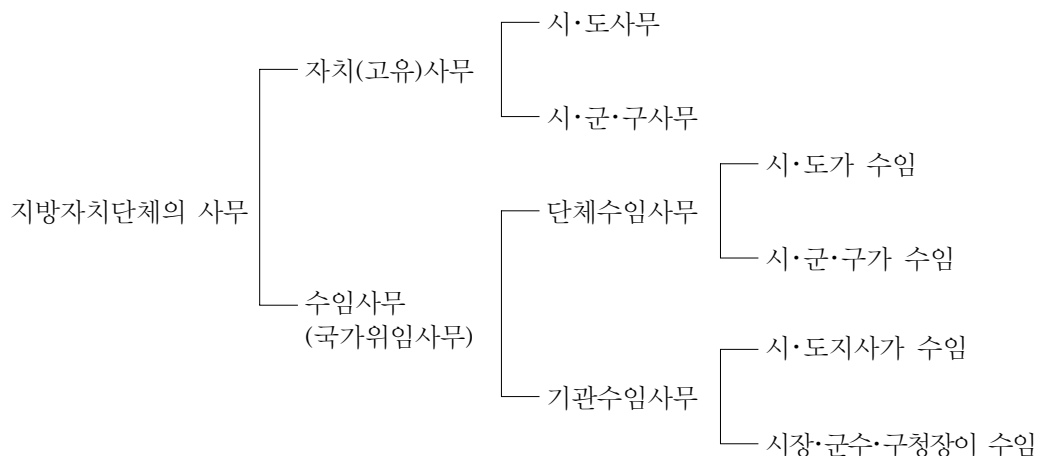 시·도사무
자치(고유)사무
시·군·구사무
시·도가 수임
지방자치단체의 사무
단체수임사무
시·군·구가 수임
수임사무
(국가위임사무)
시·도지사가 수임
기관수임사무
시장·군수·구청장이 수임